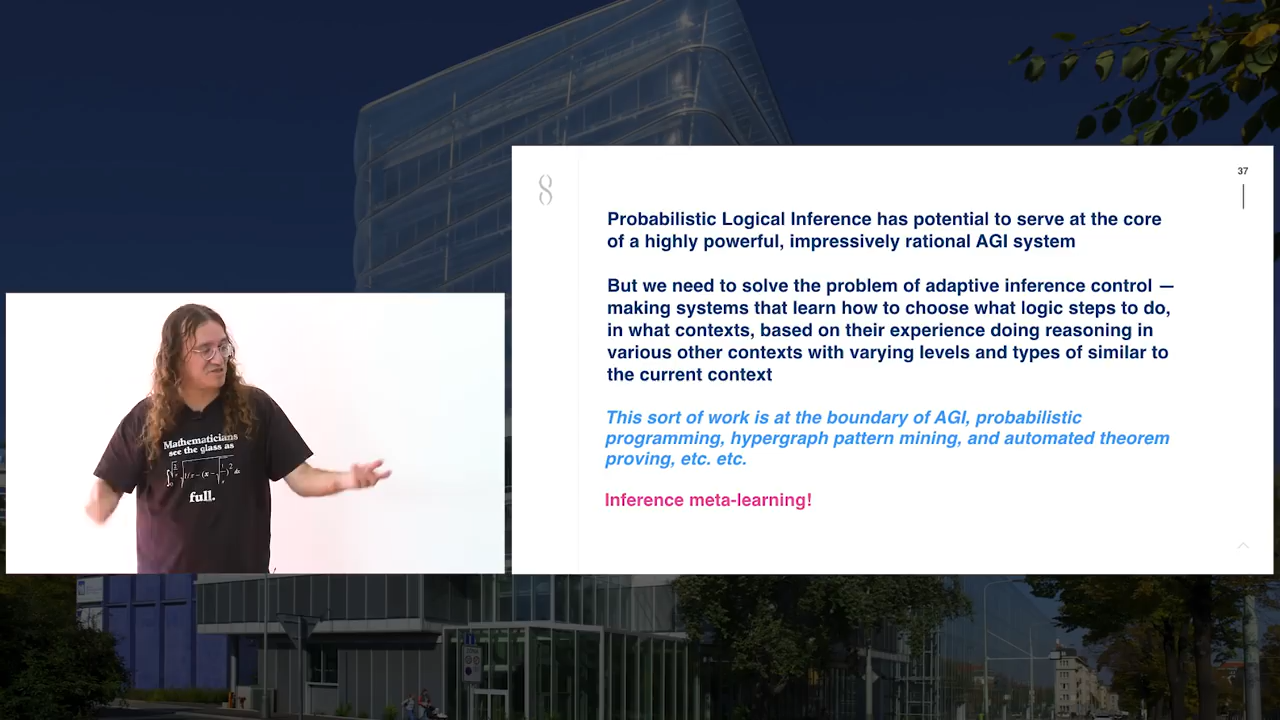 37
Probabilistic Logical Inference has potential to serve at the core
of a highly powerful, impressively rational AGI system
But we need to solve the problem of adaptive inference control —
making systems that learn how to choose what logic steps to do,
in what contexts, based on their experience doing reasoning in
various other contexts with varying levels and types of similar to
the current context
This sort of work is at the boundary of AGI, probabilistic
programming, hypergraph pattern mining, and automated theorem
proving, etc. etc.
Inference meta-learning!
Mathematicians
see the glass as
full.